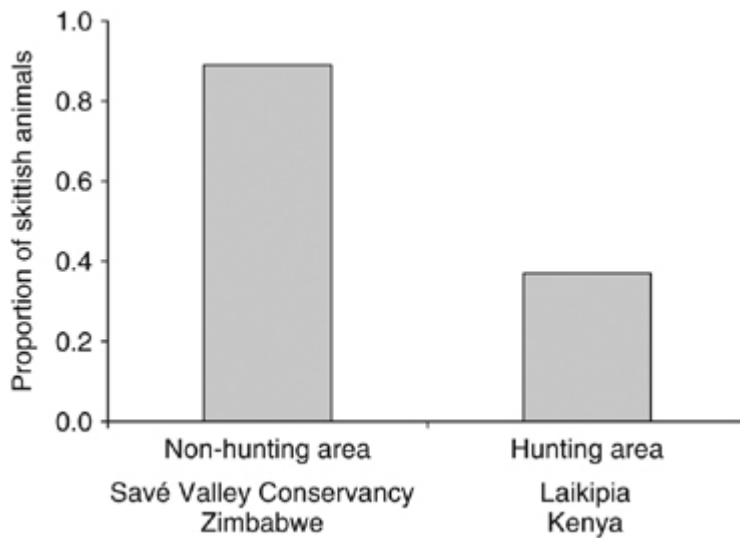 Proportion of skittish animals
1.0
0.8
0.6
0.4
0.2
0.0
Non-hunting area
Hunting area
Savé Valley Conservancy
Zimbabwe
Laikipia
Kenya